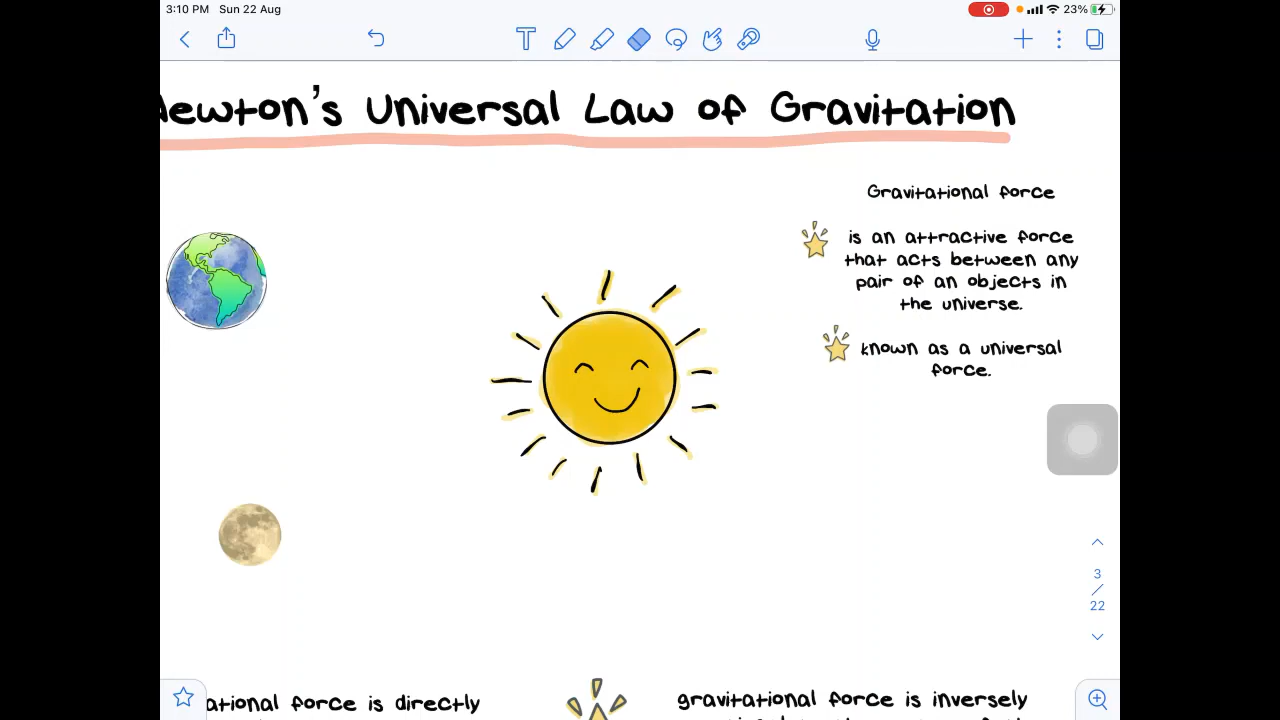 3:10 PM Sun 22 Aug
23%
Newton's Universal Law of Gravitation
Gravitational force
is an attractive force
that acts between any
pair of an objects in
the universe.
known as a universal
force.
3
/
22
ational force is directly
gravitational force is inversely